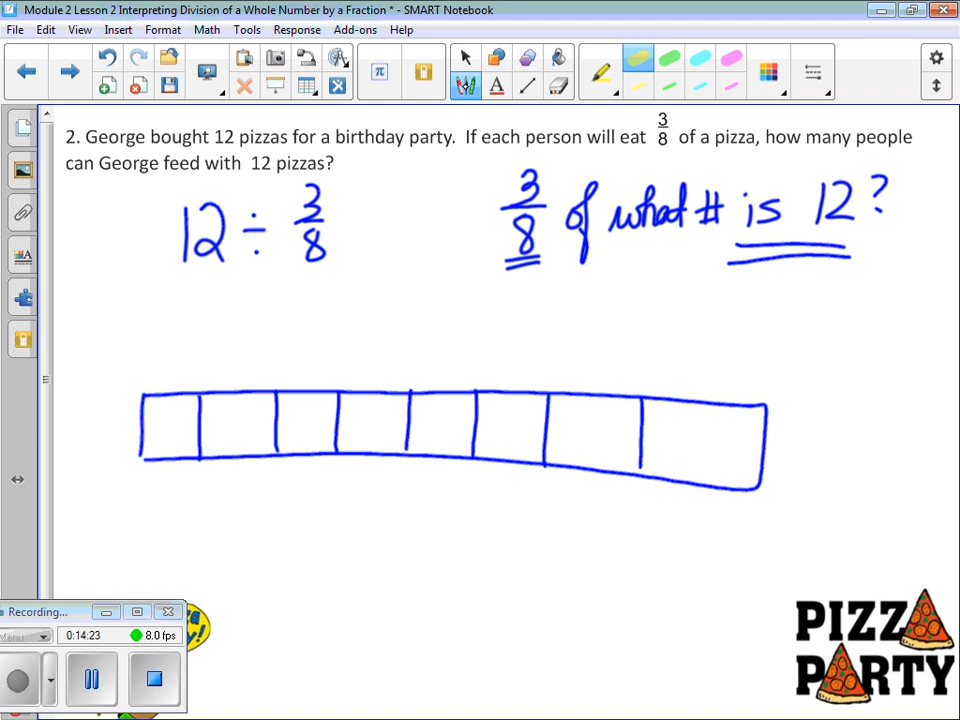 Module 2 Lesson 2 Interpreting Division of a Whole Number by a Fraction * - SMART Notebook
File Edit View Insert Format Math Tools Response Add-ons Help
2. George bought 12 pizzas for a birthday party. If each person will eat 3/8 of a pizza, how many people
can George feed with 12 pizzas?
12 ÷ 3/8
3/8 of what # is 12?
Recording...
Menu
0:14:23 8.0 fps
PIZZA
PARTY